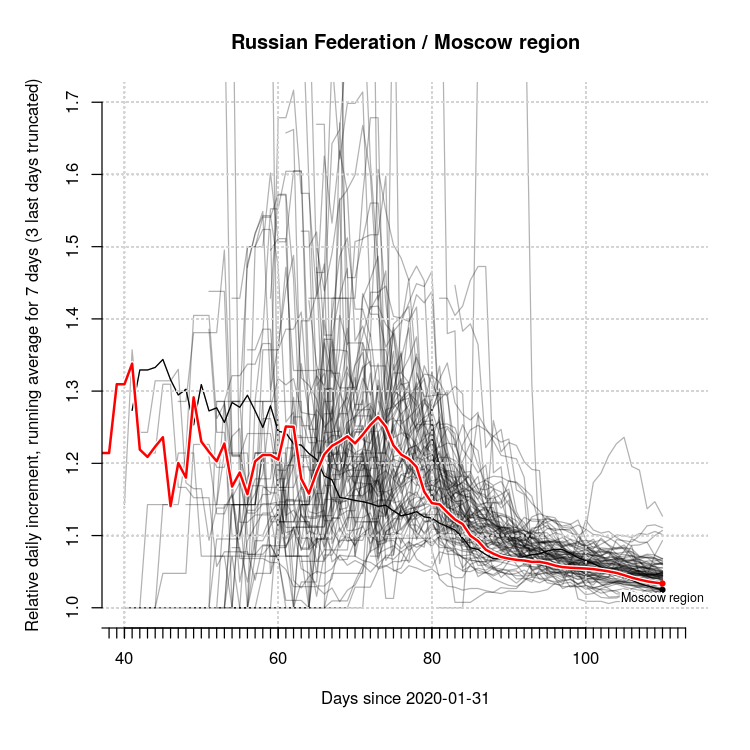 Russian Federation / Moscow region
Relative daily increment, running average for 7 days (3 last days truncated)
1.7
1.6
1.5
1.4
1.3
1.2
1.1
1.0
Moscow region
40 60 80 100
Days since 2020-01-31